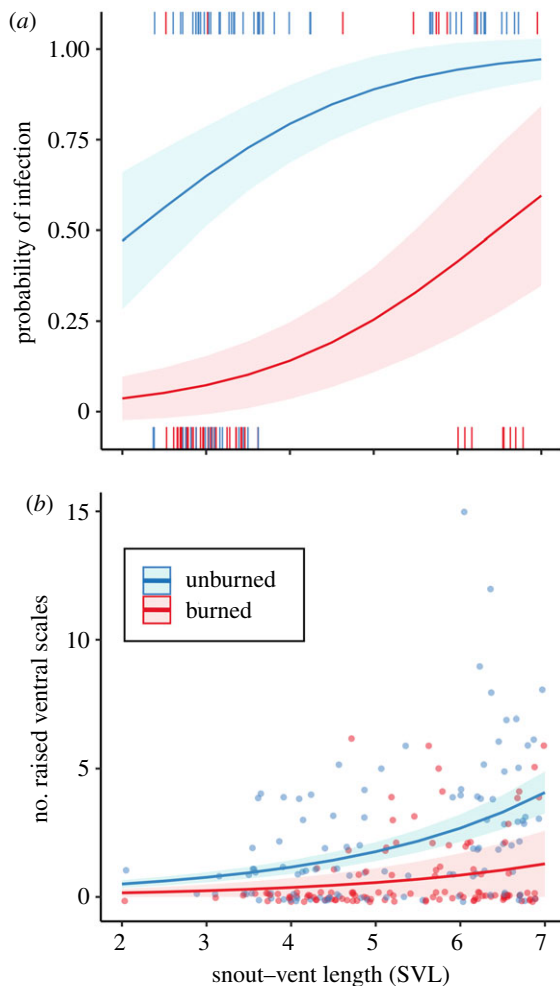 (a)
1.00
0.75
probability of infection
0.50
0.25
0
(b)
15
unburned
burned
10
no. raised ventral scales
5
0
2 3 4 5 6 7
snout–vent length (SVL)